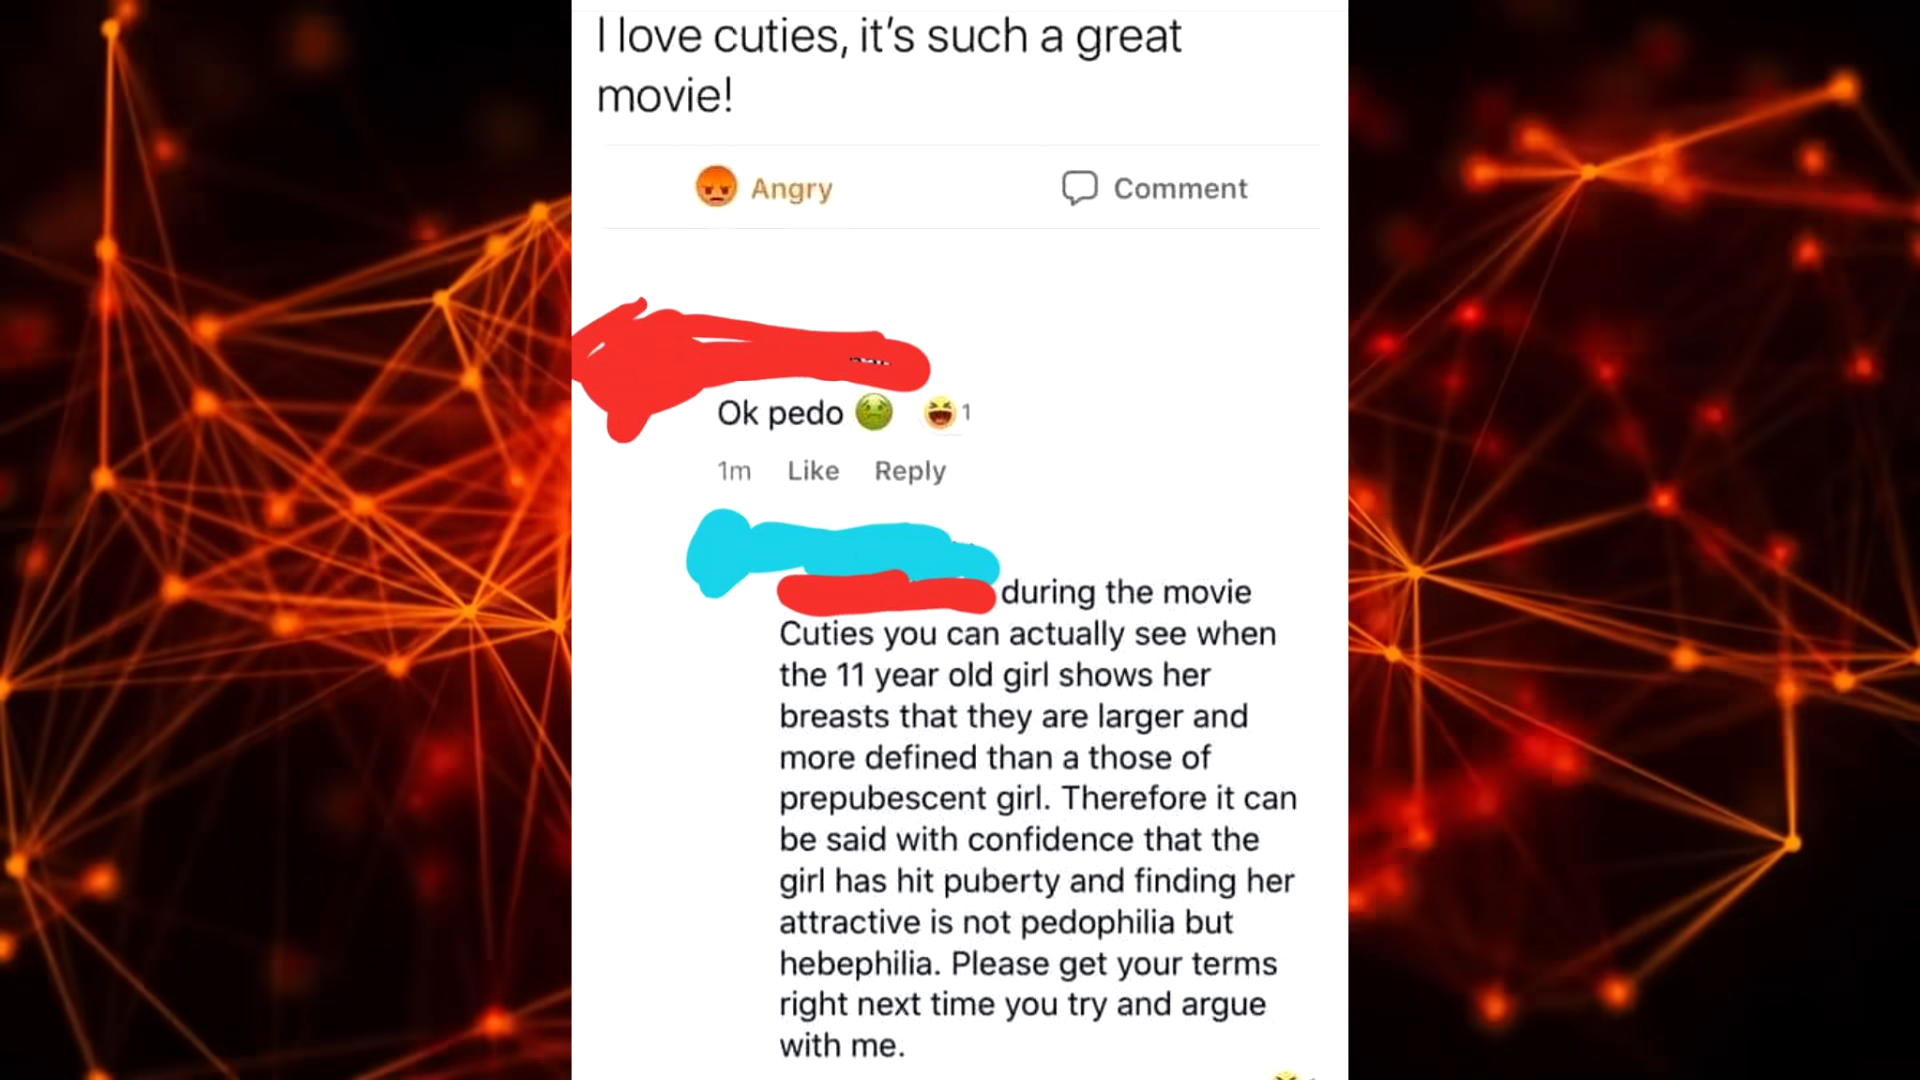 I love cuties, it's such a great
movie!
Angry
Comment
Ok pedo 1
1m Like Reply
during the movie
Cuties you can actually see when
the 11 year old girl shows her
breasts that they are larger and
more defined than a those of
prepubescent girl. Therefore it can
be said with confidence that the
girl has hit puberty and finding her
attractive is not pedophilia but
hebephilia. Please get your terms
right next time you try and argue
with me.